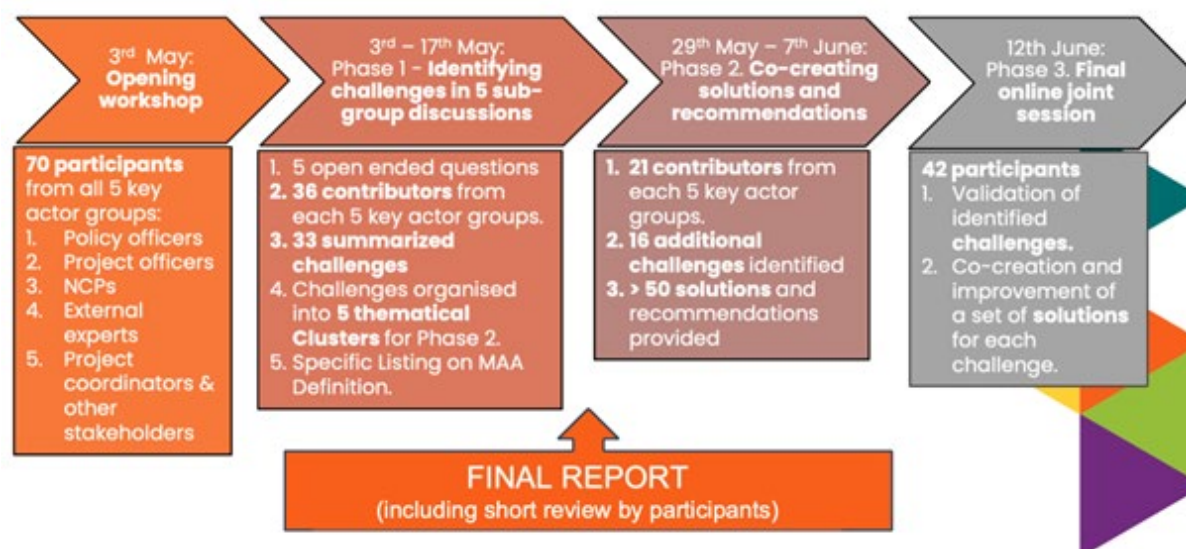 3rd May:
Opening
workshop
3rd – 17th May:
Phase 1 - Identifying
challenges in 5 sub-
group discussions
29th May – 7th June:
Phase 2. Co-creating
solutions and
recommendations
12th June:
Phase 3. Final
online joint
session
70 participants
from all 5 key
actor groups:
1. Policy officers
2. Project officers
3. NCPs
4. External
experts
5. Project
coordinators &
other
stakeholders
1. 5 open ended questions
2. 36 contributors from
each 5 key actor groups.
3. 33 summarized
challenges
4. Challenges organised
into 5 thematical
Clusters for Phase 2.
5. Specific Listing on MAA
Definition.
1. 21 contributors from
each 5 key actor
groups.
2. 16 additional
challenges identified
3. > 50 solutions and
recommendations
provided
42 participants
1. Validation of
identified
challenges.
2. Co-creation and
improvement of
a set of solutions
for each
challenge.
FINAL REPORT
(including short review by participants)